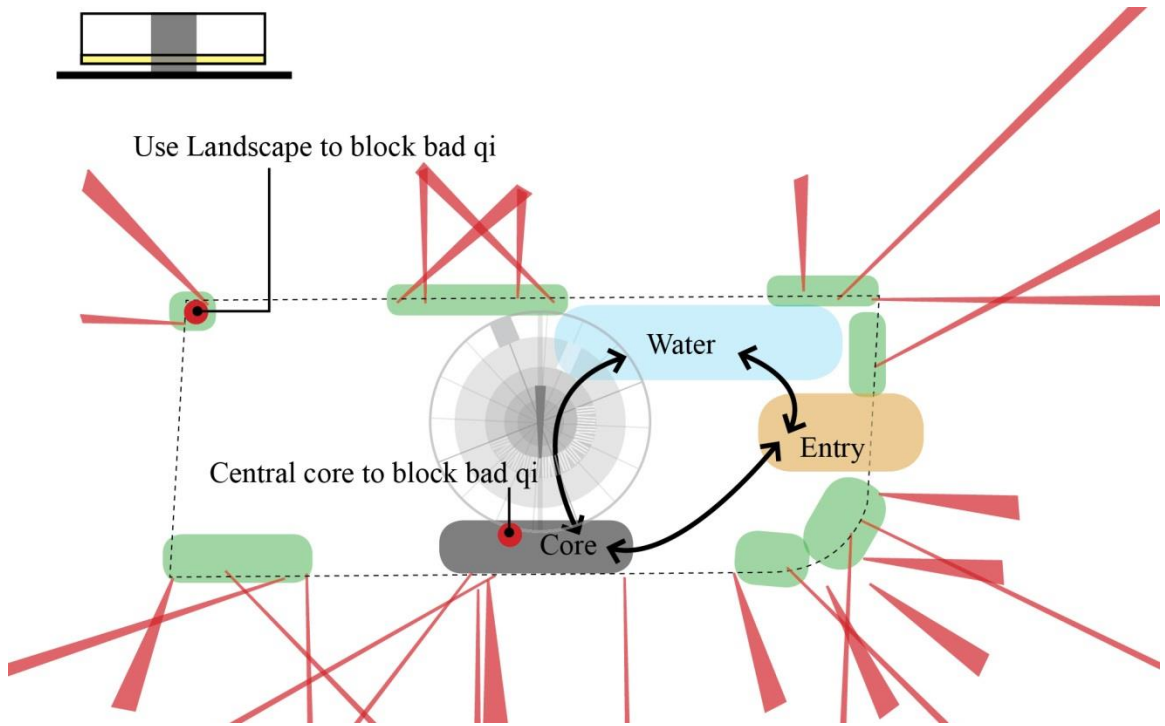 Use Landscape to block bad qi
Water
Entry
Central core to block bad qi
Core